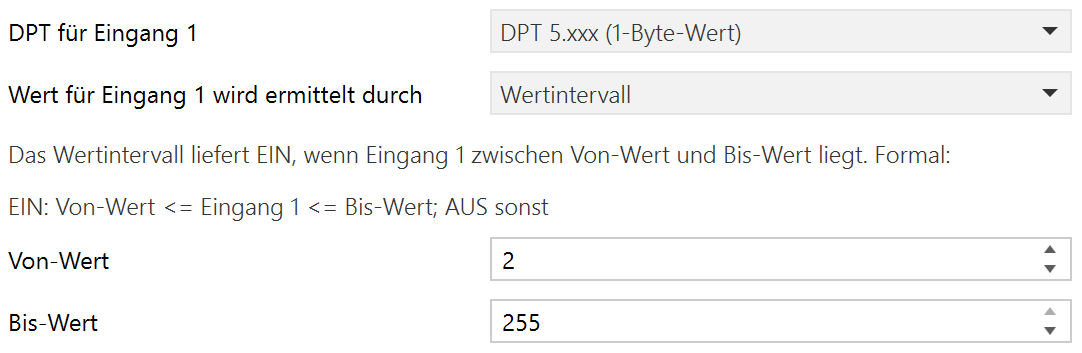 DPT für Eingang 1
DPT 5.xxx (1-Byte-Wert)
Wert für Eingang 1 wird ermittelt durch
Wertintervall
Das Wertintervall liefert EIN, wenn Eingang 1 zwischen Von-Wert und Bis-Wert liegt. Formal:
EIN: Von-Wert <= Eingang 1 <= Bis-Wert; AUS sonst
Von-Wert
2
Bis-Wert
255